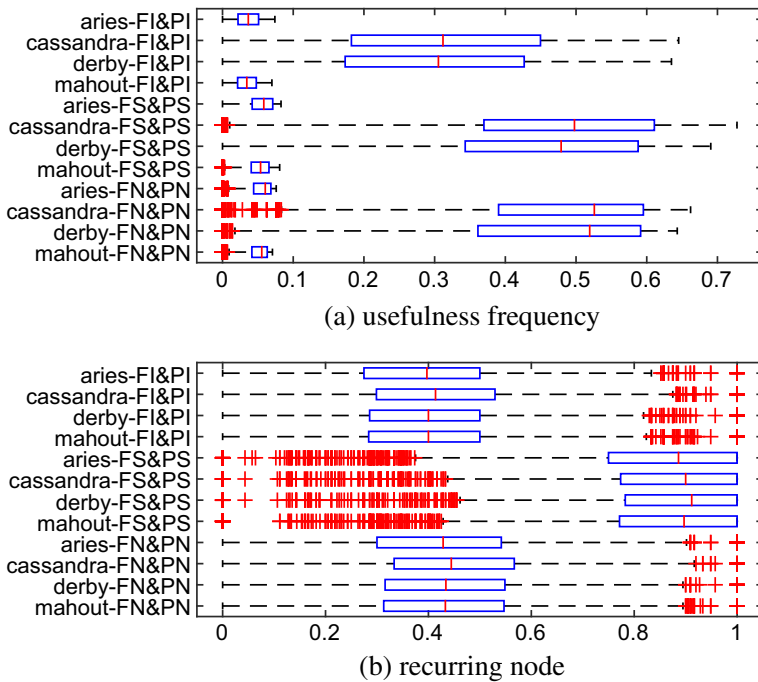 aries-FI&PI
cassandra-FI&PI
derby-FI&PI
mahout-FI&PI
aries-FS&PS
cassandra-FS&PS
derby-FS&PS
mahout-FS&PS
aries-FN&PN
cassandra-FN&PN
derby-FN&PN
mahout-FN&PN
0 0.1 0.2 0.3 0.4 0.5 0.6 0.7
(a) usefulness frequency
aries-FI&PI
cassandra-FI&PI
derby-FI&PI
mahout-FI&PI
aries-FS&PS
cassandra-FS&PS
derby-FS&PS
mahout-FS&PS
aries-FN&PN
cassandra-FN&PN
derby-FN&PN
mahout-FN&PN
0 0.2 0.4 0.6 0.8 1
(b) recurring node